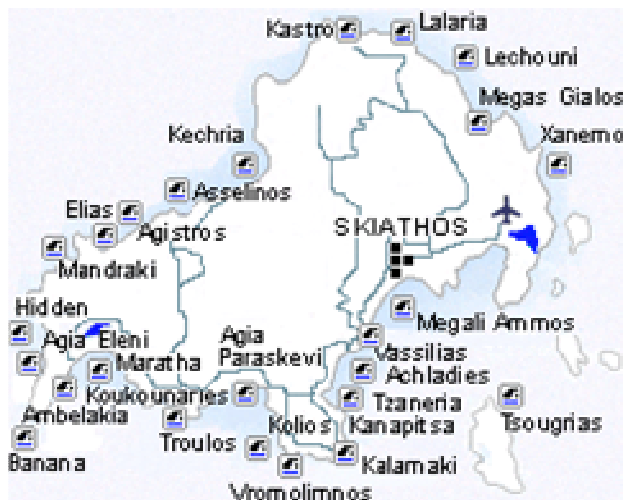 Kastro
Lalaria
Lechouni
Megas Gialos
Kechria
Xanemo
Asselinos
Elias
Agistros
SKIATHOS
Mandraki
Hidden
Agia Eleni
Agia
Paraskevi
Megali Ammos
Maratha
Vassilias
Koukounaries
Achladies
Ambelakia
Tzaneria
Tsougrias
Troulos
Kolios
Kanapitsa
Banana
Kalamaki
Vromolimnos